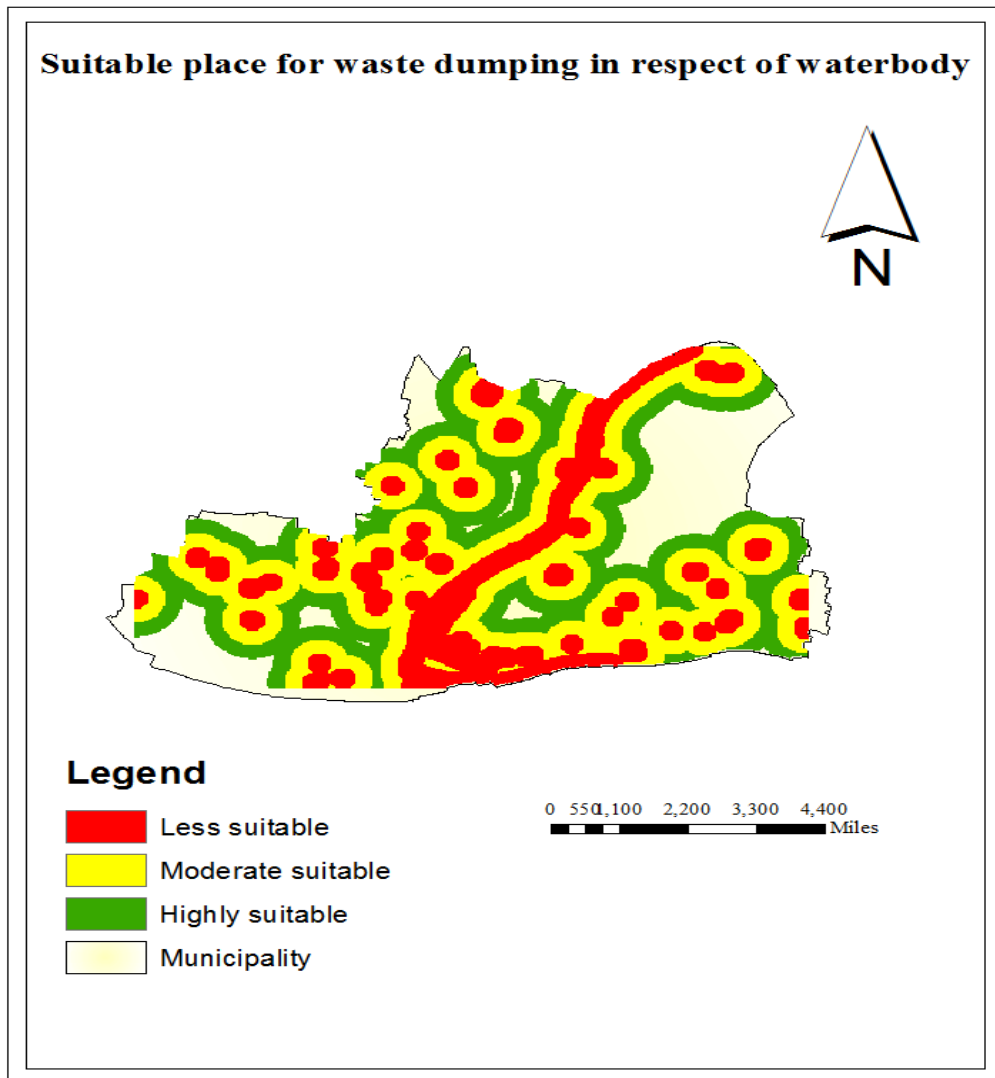 Suitable place for waste dumping in respect of waterbody
N
Legend
Less suitable
Moderate suitable
Highly suitable
Municipality
0 550 1,100 2,200 3,300 4,400
Miles